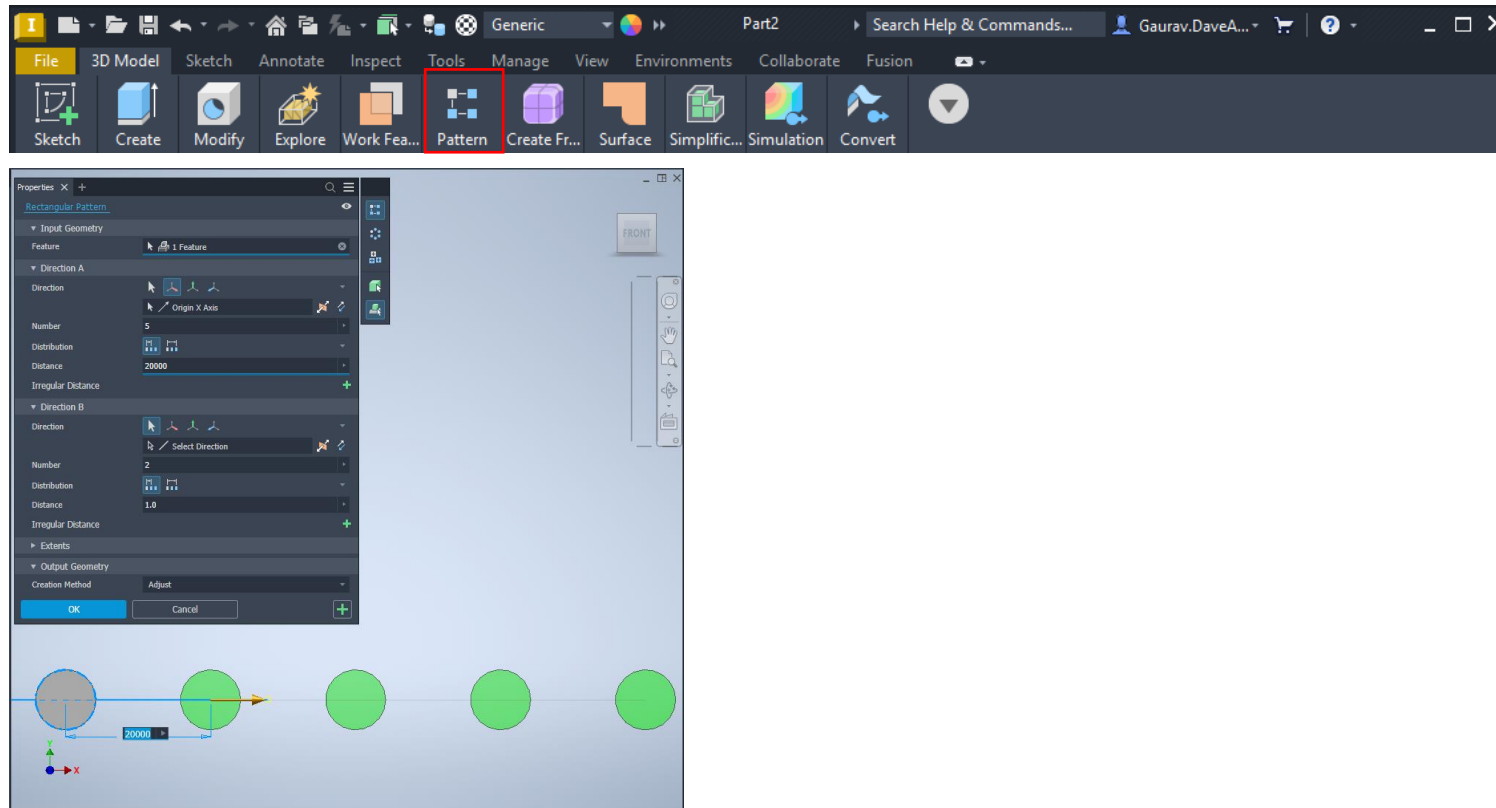 I Generic Part2 Search Help & Commands... Gaurav.DaveA...
File 3D Model Sketch Annotate Inspect Tools Manage View Environments Collaborate Fusion
Sketch Create Modify Explore Work Fea... Pattern Create Fr... Surface Simplific... Simulation Convert
Properties X +
Rectangular Pattern
Input Geometry
Feature 1 Feature
Direction A
Direction
Origin X Axis
Number 5
Distribution
Distance 20000
Irregular Distance
Direction B
Direction
Select Direction
Number 2
Distribution
Distance 1.0
Irregular Distance
Extents
Output Geometry
Creation Method Adjust
OK Cancel
FRONT
20000
Y
X